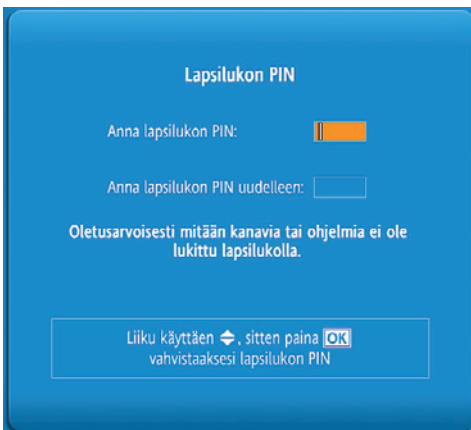 Lapsilukon PIN
Anna lapsilukon PIN:
Anna lapsilukon PIN uudelleen:
Oletusarvoisesti mitään kanavia tai ohjelmia ei ole
lukittu lapsilukolla.
Liiku käyttäen , sitten paina OK
vahvistaaksesi lapsilukon PIN